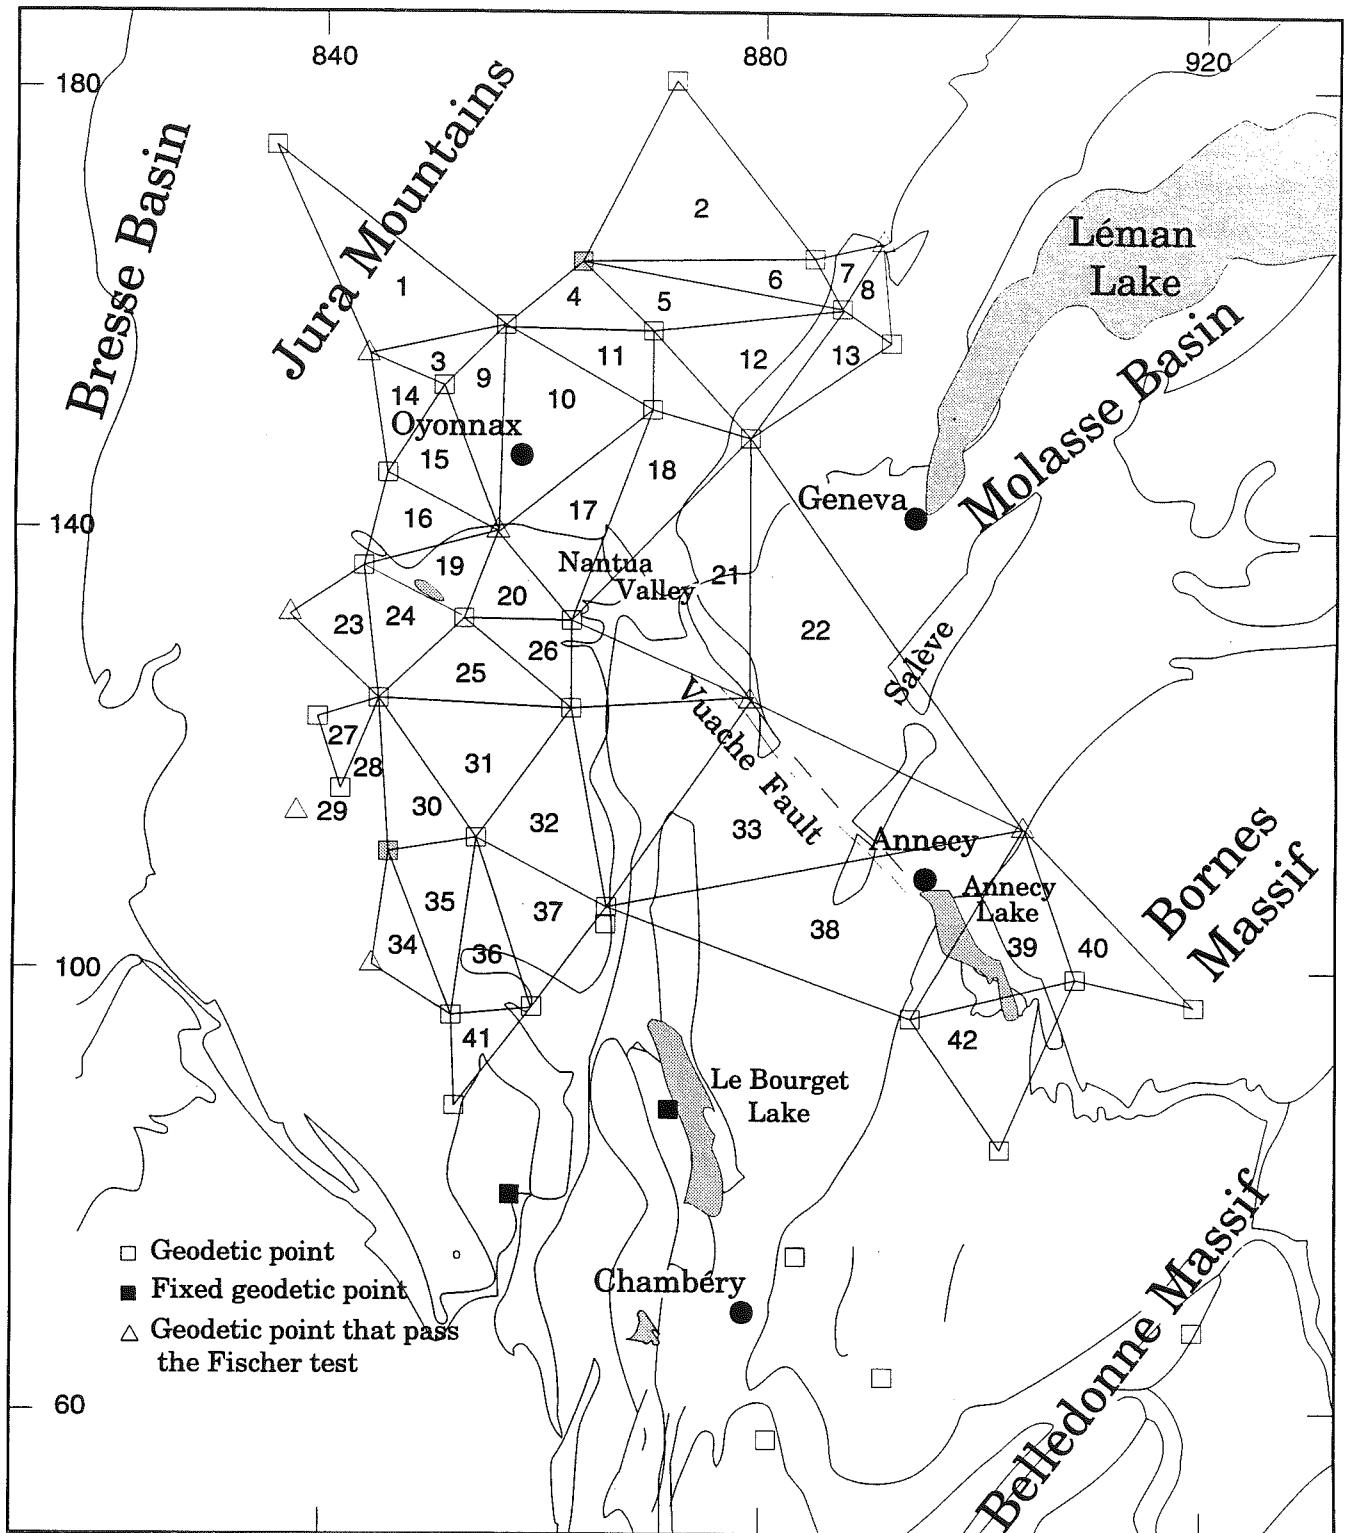 840
880
920
180
Bresse Basin
Jura Mountains
2
Léman
Lake
1
4
5
6
7
8
3
9
11
12
13
14
10
Oyonnax
15
18
Molasse Basin
Geneva
140
16
17
19
Nantua
Valley
20
21
23
24
22
26
25
Salève
Vuache Fault
27
28
31
29
30
32
33
Annecy
Bornes
Massif
Annecy
Lake
35
37
38
39
40
34
36
100
41
42
Le Bourget
Lake
Geodetic point
Fixed geodetic point
Geodetic point that pass
the Fischer test
Chambéry
Belledonne Massif
60